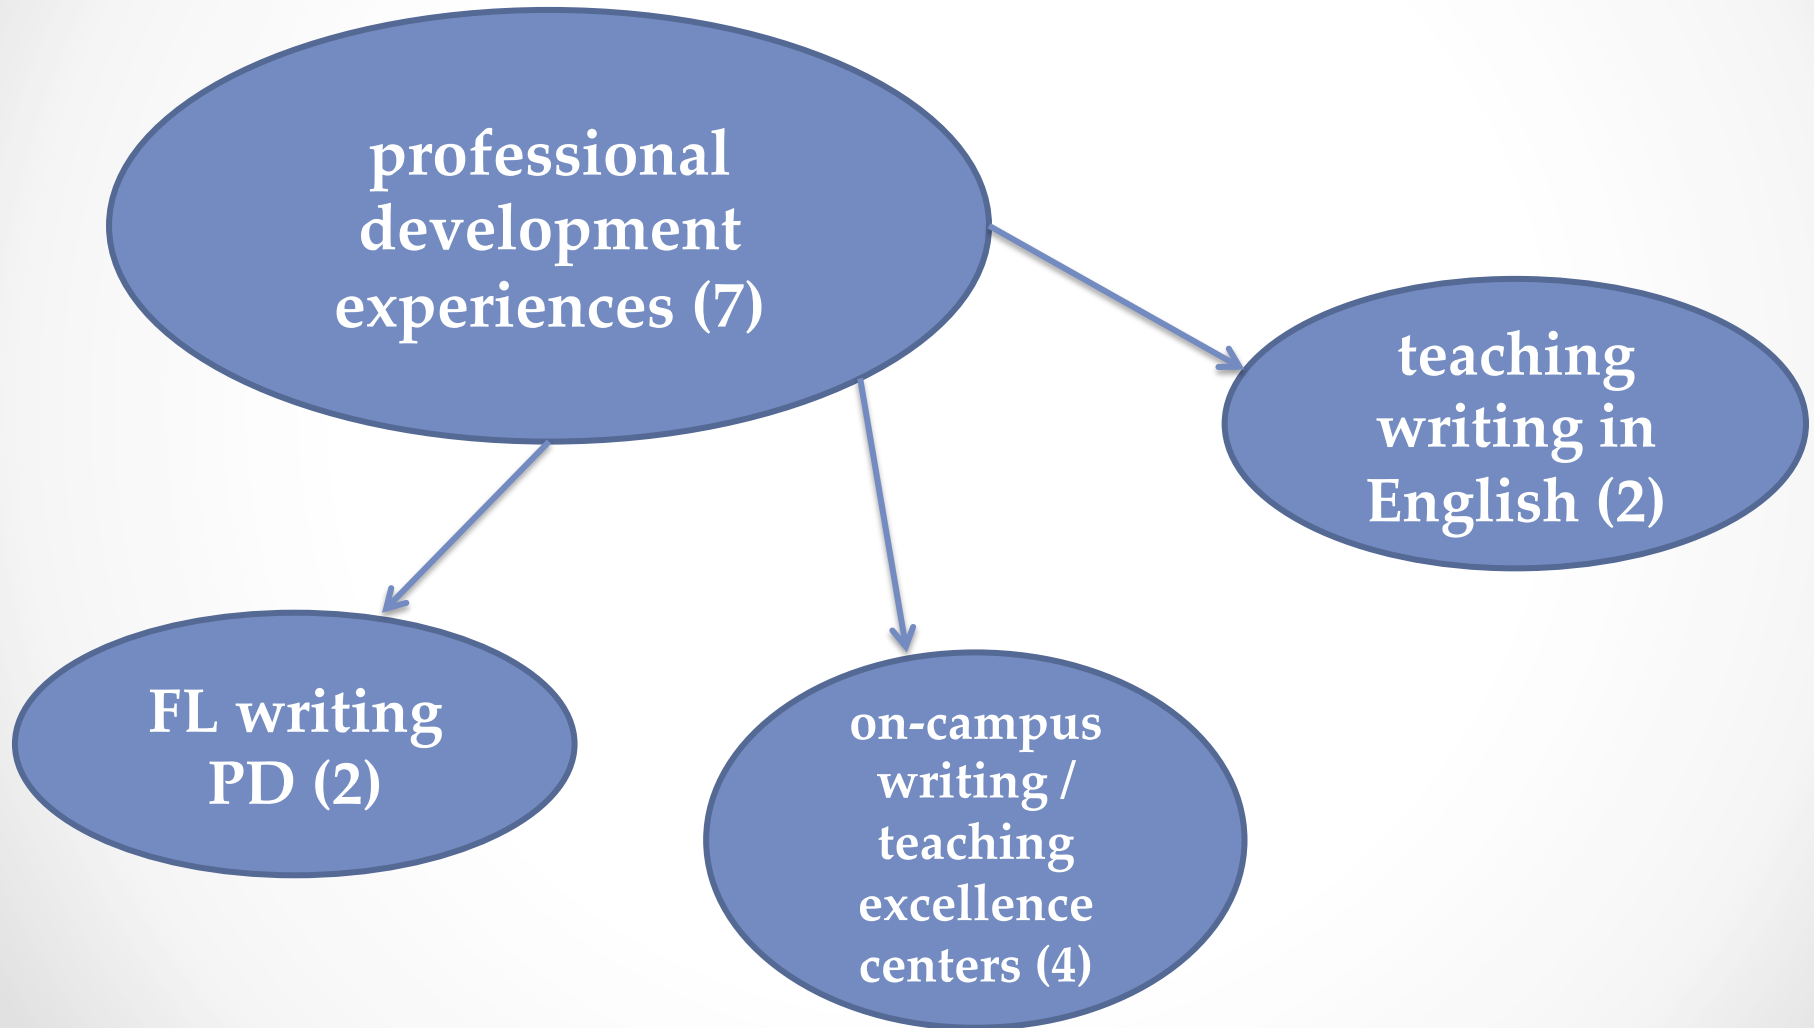 professional
development
experiences (7)
teaching
writing in
English (2)
FL writing
PD (2)
on-campus
writing /
teaching
excellence
centers (4)